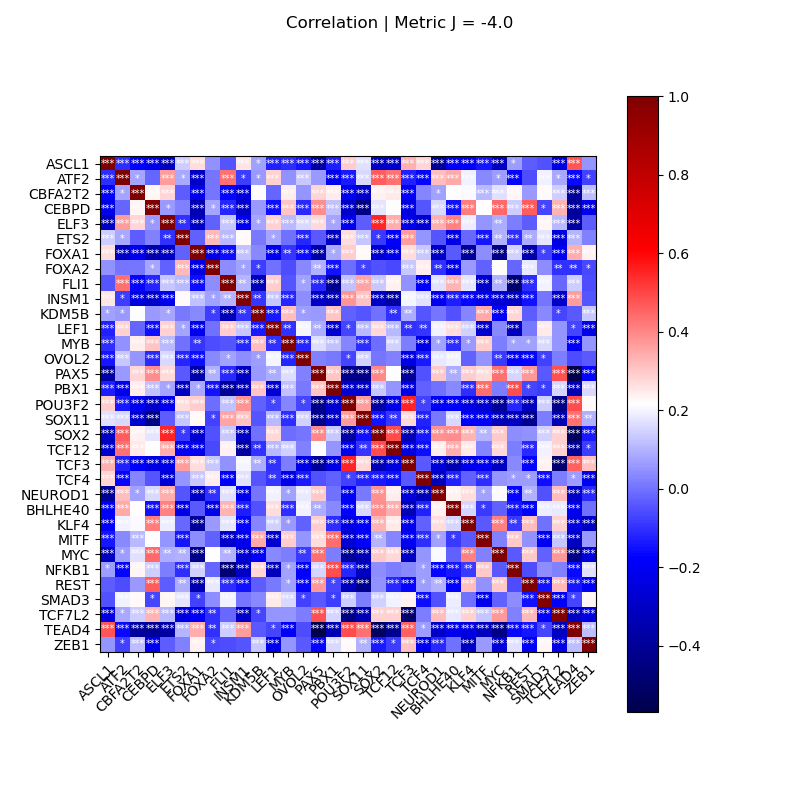 Correlation | Metric J = -4.0
ASCL1
ATF2
CBFA2T2
CEBPD
ELF3
ETS2
FOXA1
FOXA2
FLI1
INSM1
KDM5B
LEF1
MYB
OVOL2
PAX5
PBX1
POU3F2
SOX11
SOX2
TCF12
TCF3
TCF4
NEUROD1
BHLHE40
KLF4
MITF
MYC
NFKB1
REST
SMAD3
TCF7L2
TEAD4
ZEB1
ASCL1
ATF2
CBFA2T2
CEBPD
ELF3
ETS2
FOXA1
FOXA2
FLI1
INSM1
KDM5B
LEF1
MYB
OVOL2
PAX5
PBX1
POU3F2
SOX11
SOX2
TCF12
TCF3
TCF4
NEUROD1
BHLHE40
KLF4
MITF
MYC
NFKB1
REST
SMAD3
TCF7L2
TEAD4
ZEB1
1.0
0.8
0.6
0.4
0.2
0.0
−0.2
−0.4